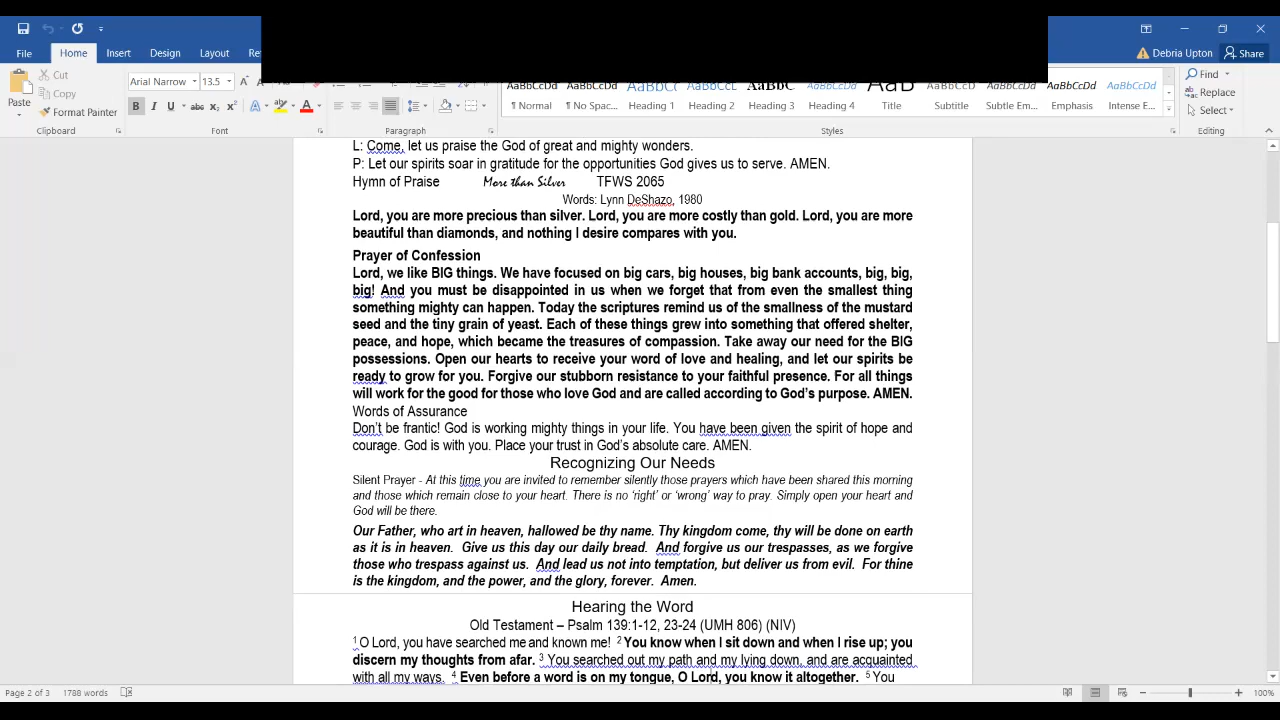 Debria Upton
Share
File
Home
Insert
Design
Layout
Cut
Copy
Format Painter
Paste
Arial Narrow
13.5
AaBbCcDd AaBbCcDd AaBbCcDd AaBbCcL AaBbC AaBbCcDd AaB AaBbCcD AaBbCcDd AaBbCcDd AaBbCcDd
¶ Normal ¶ No Spac... Heading 1 Heading 2 Heading 3 Heading 4 Title Subtitle Subtle Em... Emphasis Intense E...
Find
Replace
Select
Clipboard Font Paragraph Styles Editing
L: Come, let us praise the God of great and mighty wonders.
P: Let our spirits soar in gratitude for the opportunities God gives us to serve. AMEN.
Hymn of Praise More than Silver TFWS 2065
Words: Lynn DeShazo, 1980
Lord, you are more precious than silver. Lord, you are more costly than gold. Lord, you are more
beautiful than diamonds, and nothing I desire compares with you.
Prayer of Confession
Lord, we like BIG things. We have focused on big cars, big houses, big bank accounts, big, big,
big! And you must be disappointed in us when we forget that from even the smallest thing
something mighty can happen. Today the scriptures remind us of the smallness of the mustard
seed and the tiny grain of yeast. Each of these things grew into something that offered shelter,
peace, and hope, which became the treasures of compassion. Take away our need for the BIG
possessions. Open our hearts to receive your word of love and healing, and let our spirits be
ready to grow for you. Forgive our stubborn resistance to your faithful presence. For all things
will work for the good for those who love God and are called according to God's purpose. AMEN.
Words of Assurance
Don't be frantic! God is working mighty things in your life. You have been given the spirit of hope and
courage. God is with you. Place your trust in God's absolute care. AMEN.
Recognizing Our Needs
Silent Prayer - At this time you are invited to remember silently those prayers which have been shared this morning
and those which remain close to your heart. There is no 'right' or 'wrong' way to pray. Simply open your heart and
God will be there.
Our Father, who art in heaven, hallowed be thy name. Thy kingdom come, thy will be done on earth
as it is in heaven. Give us this day our daily bread. And forgive us our trespasses, as we forgive
those who trespass against us. And lead us not into temptation, but deliver us from evil. For thine
is the kingdom, and the power, and the glory, forever. Amen.
Hearing the Word
Old Testament – Psalm 139:1-12, 23-24 (UMH 806) (NIV)
1 O Lord, you have searched me and known me! 2 You know when I sit down and when I rise up; you
discern my thoughts from afar. 3 You searched out my path and my lying down, and are acquainted
with all my ways. 4 Even before a word is on my tongue, O Lord, you know it altogether. 5 You
Page 2 of 3 1788 words
100%